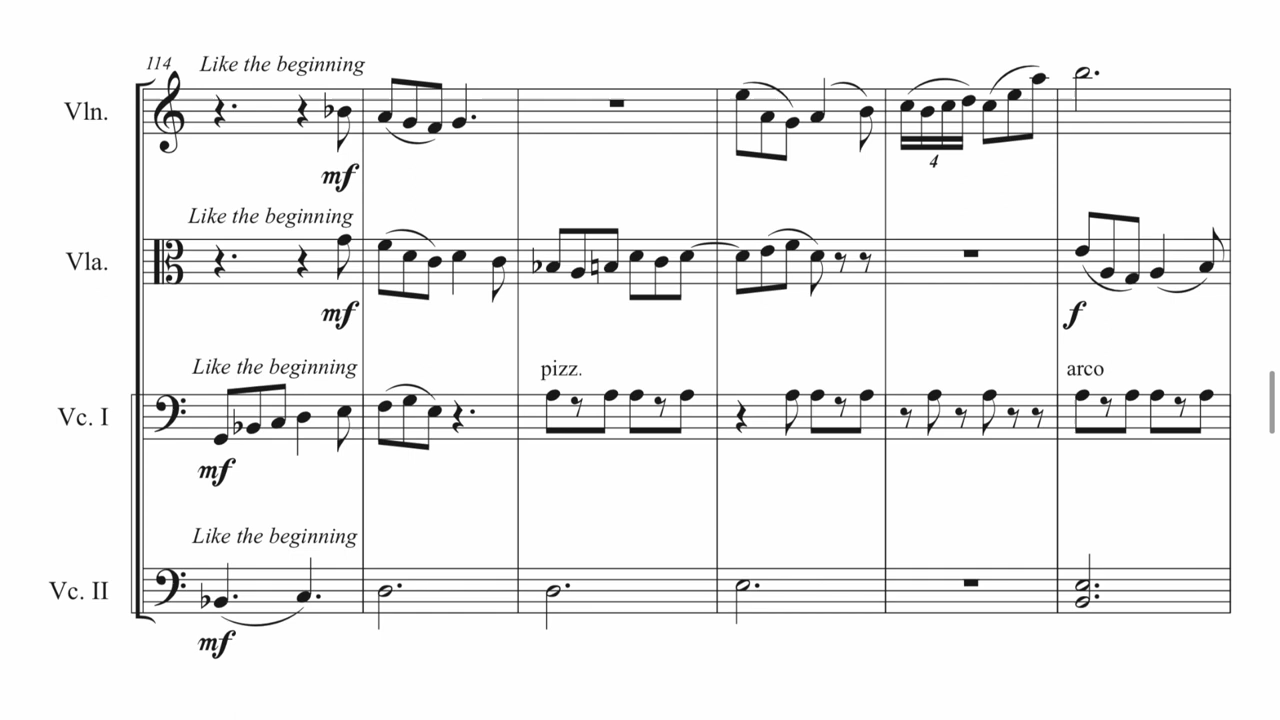 114 Like the beginning
Vln.
mf
Like the beginning
Vla.
mf
f
4
Like the beginning
pizz.
arco
Vc. I
mf
Like the beginning
Vc. II
mf